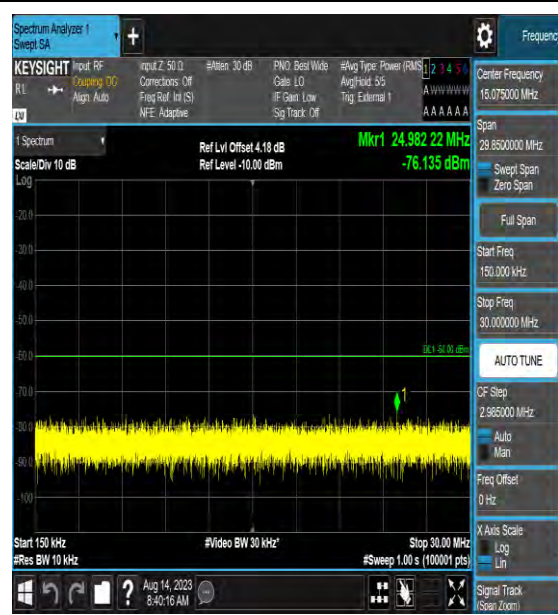 Spectrum Analyzer 1
Swept SA
Frequency
KEYSIGHT
RL
Input: RF
Coupling: DC
Align: Auto
Input Z: 50 Ω
Corrections: Off
Freq Ref: Int (S)
NFE: Adaptive
#Atten: 30 dB
PNO: Best Wide
Gate: LO
IF Gain: Low
Sig Track: Off
#Avg Type: Power (RMS
Avg|Hold: 5/5
Trig: External 1
1 2 3 4 5 6
A W W W W W
A A A A A A
LXI
1 Spectrum
Scale/Div 10 dB
Log
Ref Lvl Offset 4.18 dB
Ref Level -10.00 dBm
Mkr1 24.982 22 MHz
-76.135 dBm
-20.0
-30.0
-40.0
-50.0
-60.0
-70.0
-80.0
-90.0
-100
DL1 -60.00 dBm
1
Start 150 kHz
#Res BW 10 kHz
#Video BW 30 kHz*
Stop 30.00 MHz
#Sweep 1.00 s (100001 pts)
Center Frequency
15.075000 MHz
Span
29.8500000 MHz
Swept Span
Zero Span
Full Span
Start Freq
150.000 kHz
Stop Freq
30.000000 MHz
AUTO TUNE
CF Step
2.985000 MHz
Auto
Man
Freq Offset
0 Hz
X Axis Scale
Log
Lin
Signal Track
(Span Zoom)
?
Aug 14, 2023
8:40:16 AM